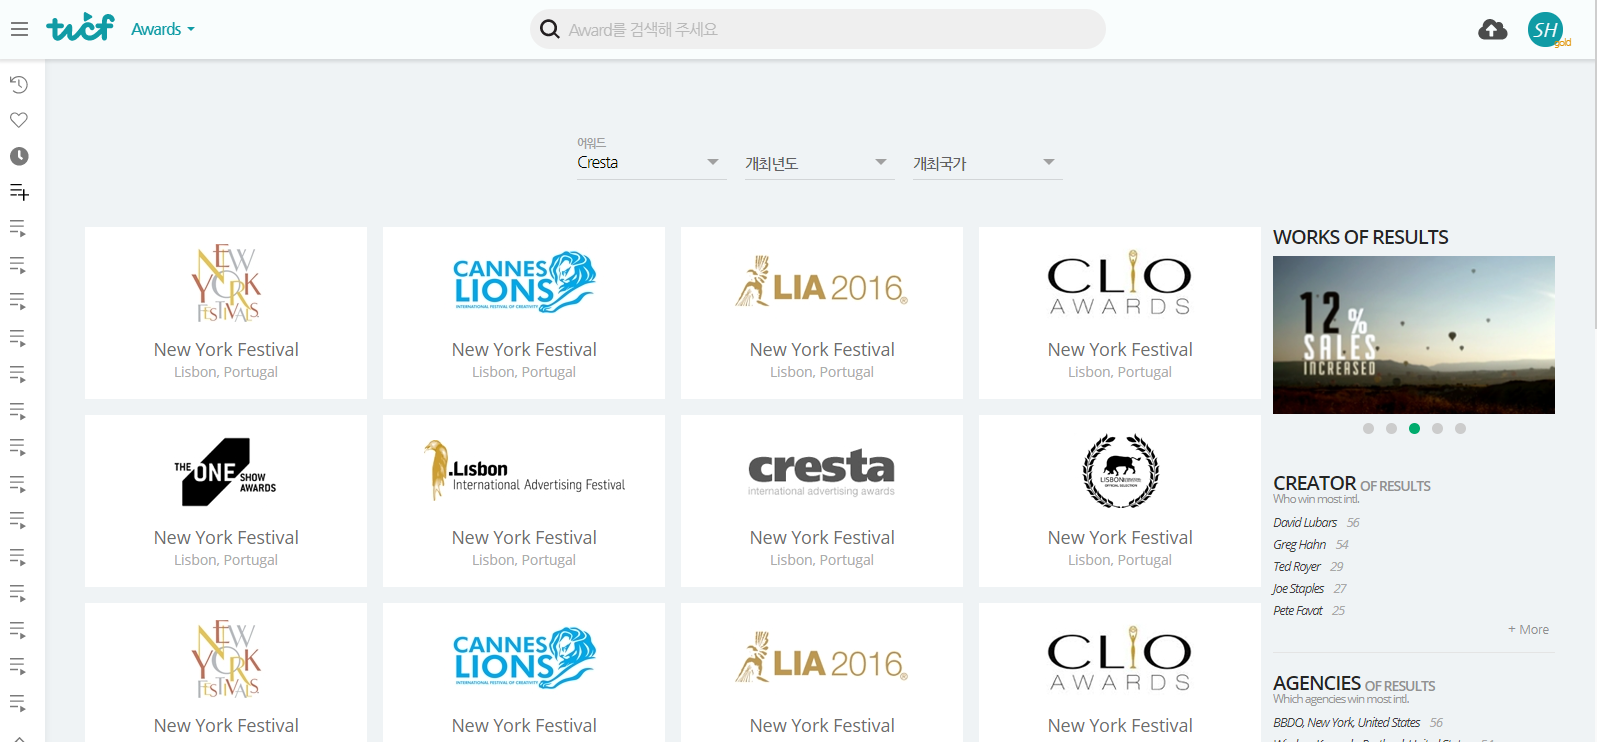 tvcf
Awards
Award를 검색해 주세요
SH
gold
어워드
Cresta
개최년도
개최국가
NEW YORK FESTIVALS
New York Festival
Lisbon, Portugal
CANNES LIONS
INTERNATIONAL FESTIVAL OF CREATIVITY
New York Festival
Lisbon, Portugal
LIA 2016®
New York Festival
Lisbon, Portugal
CLIO
AWARDS
New York Festival
Lisbon, Portugal
THE ONE SHOW AWARDS
New York Festival
Lisbon, Portugal
.Lisbon
International Advertising Festival
New York Festival
Lisbon, Portugal
cresta
international advertising awards
New York Festival
Lisbon, Portugal
LISBON
OFFICIAL SELECTION
New York Festival
Lisbon, Portugal
NEW YORK FESTIVALS
New York Festival
CANNES LIONS
INTERNATIONAL FESTIVAL OF CREATIVITY
New York Festival
LIA 2016®
New York Festival
CLIO
AWARDS
New York Festival
WORKS OF RESULTS
12%
SALES
INCREASED
CREATOR OF RESULTS
Who win most intl.
David Lubars 56
Greg Hahn 54
Ted Royer 29
Joe Staples 27
Pete Favat 25
+ More
AGENCIES OF RESULTS
Which agencies win most intl.
BBDO, New York, United States 56